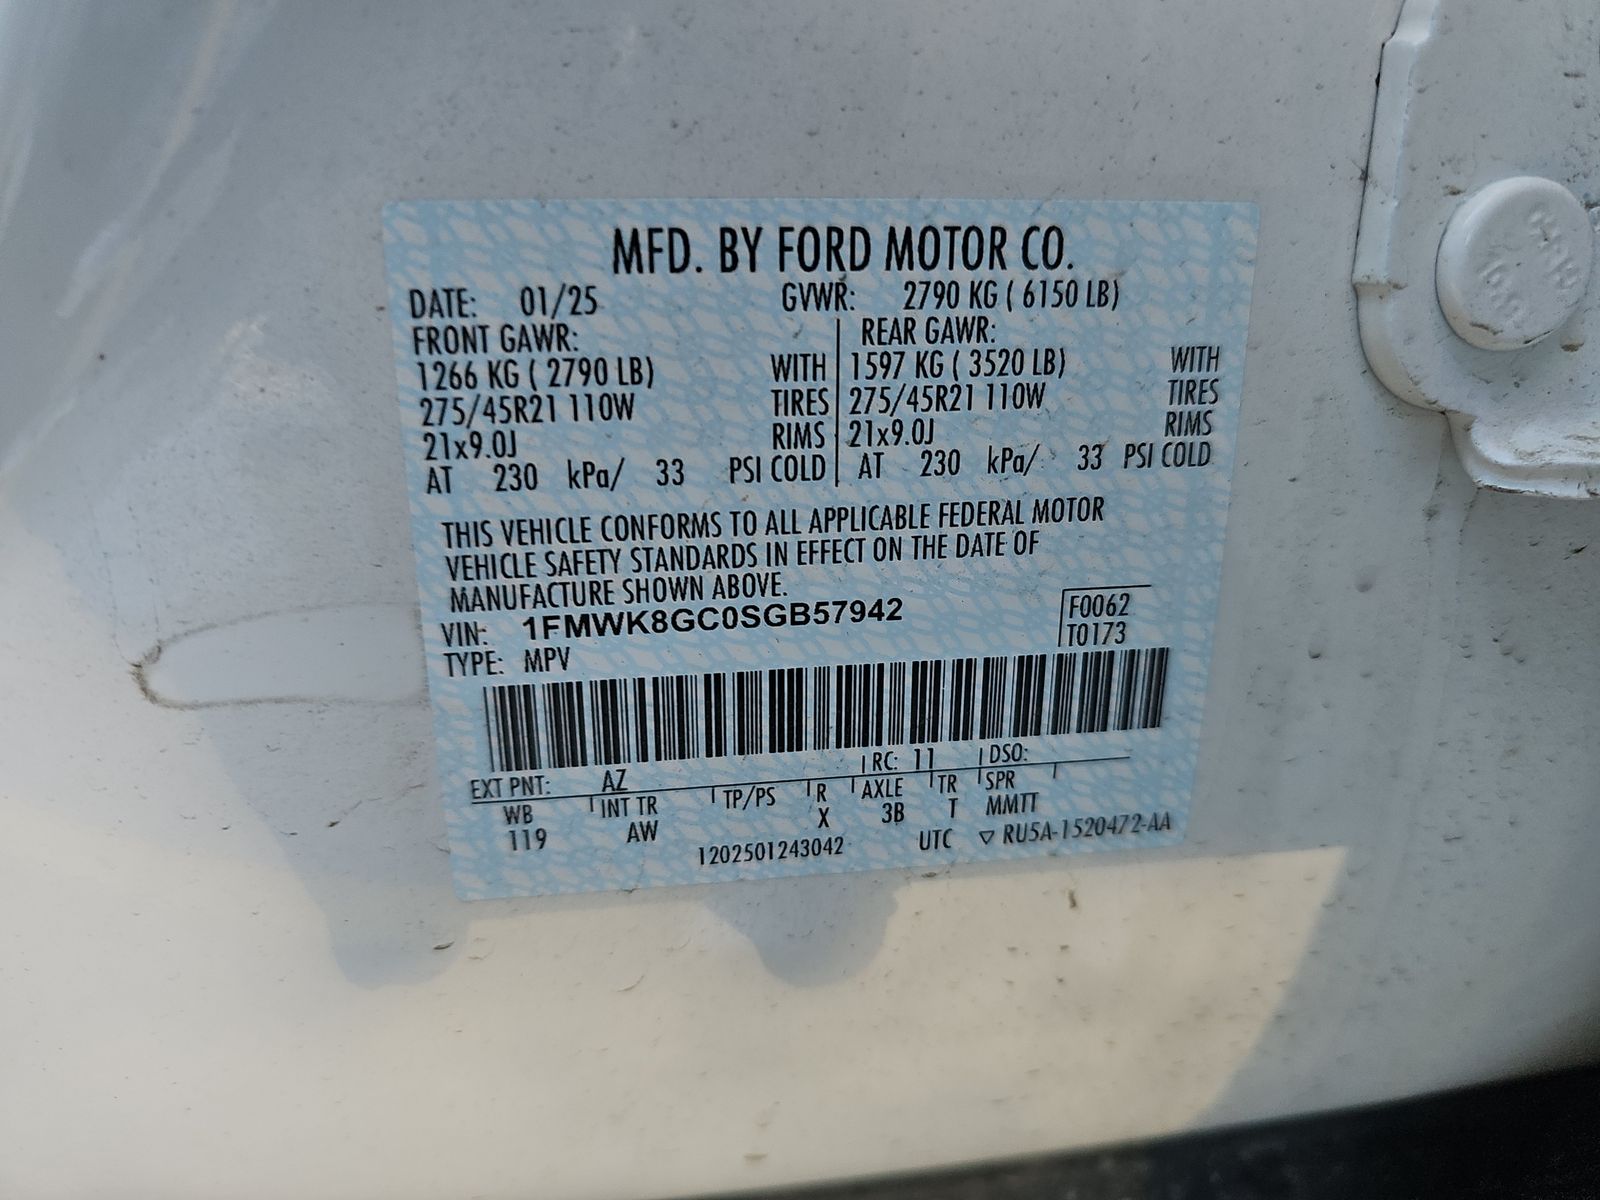 MFD. BY FORD MOTOR CO.
DATE: 01/25 GVWR: 2790 KG ( 6150 LB)
FRONT GAWR: REAR GAWR:
1266 KG ( 2790 LB) WITH 1597 KG ( 3520 LB) WITH
275/45R21 110W TIRES 275/45R21 110W TIRES
21x9.0J RIMS 21x9.0J RIMS
AT 230 kPa/ 33 PSI COLD AT 230 kPa/ 33 PSI COLD
THIS VEHICLE CONFORMS TO ALL APPLICABLE FEDERAL MOTOR
VEHICLE SAFETY STANDARDS IN EFFECT ON THE DATE OF
MANUFACTURE SHOWN ABOVE.
VIN: 1FMWK8GC0SGB57942 F0062
TYPE: MPV T0173
EXT PNT: AZ RC: 11 DSO:
WB INT TR TP/PS R AXLE TR SPR
119 AW X 3B T MMTT
1202501243042 UTC ▽ RU5A-1520472-AA